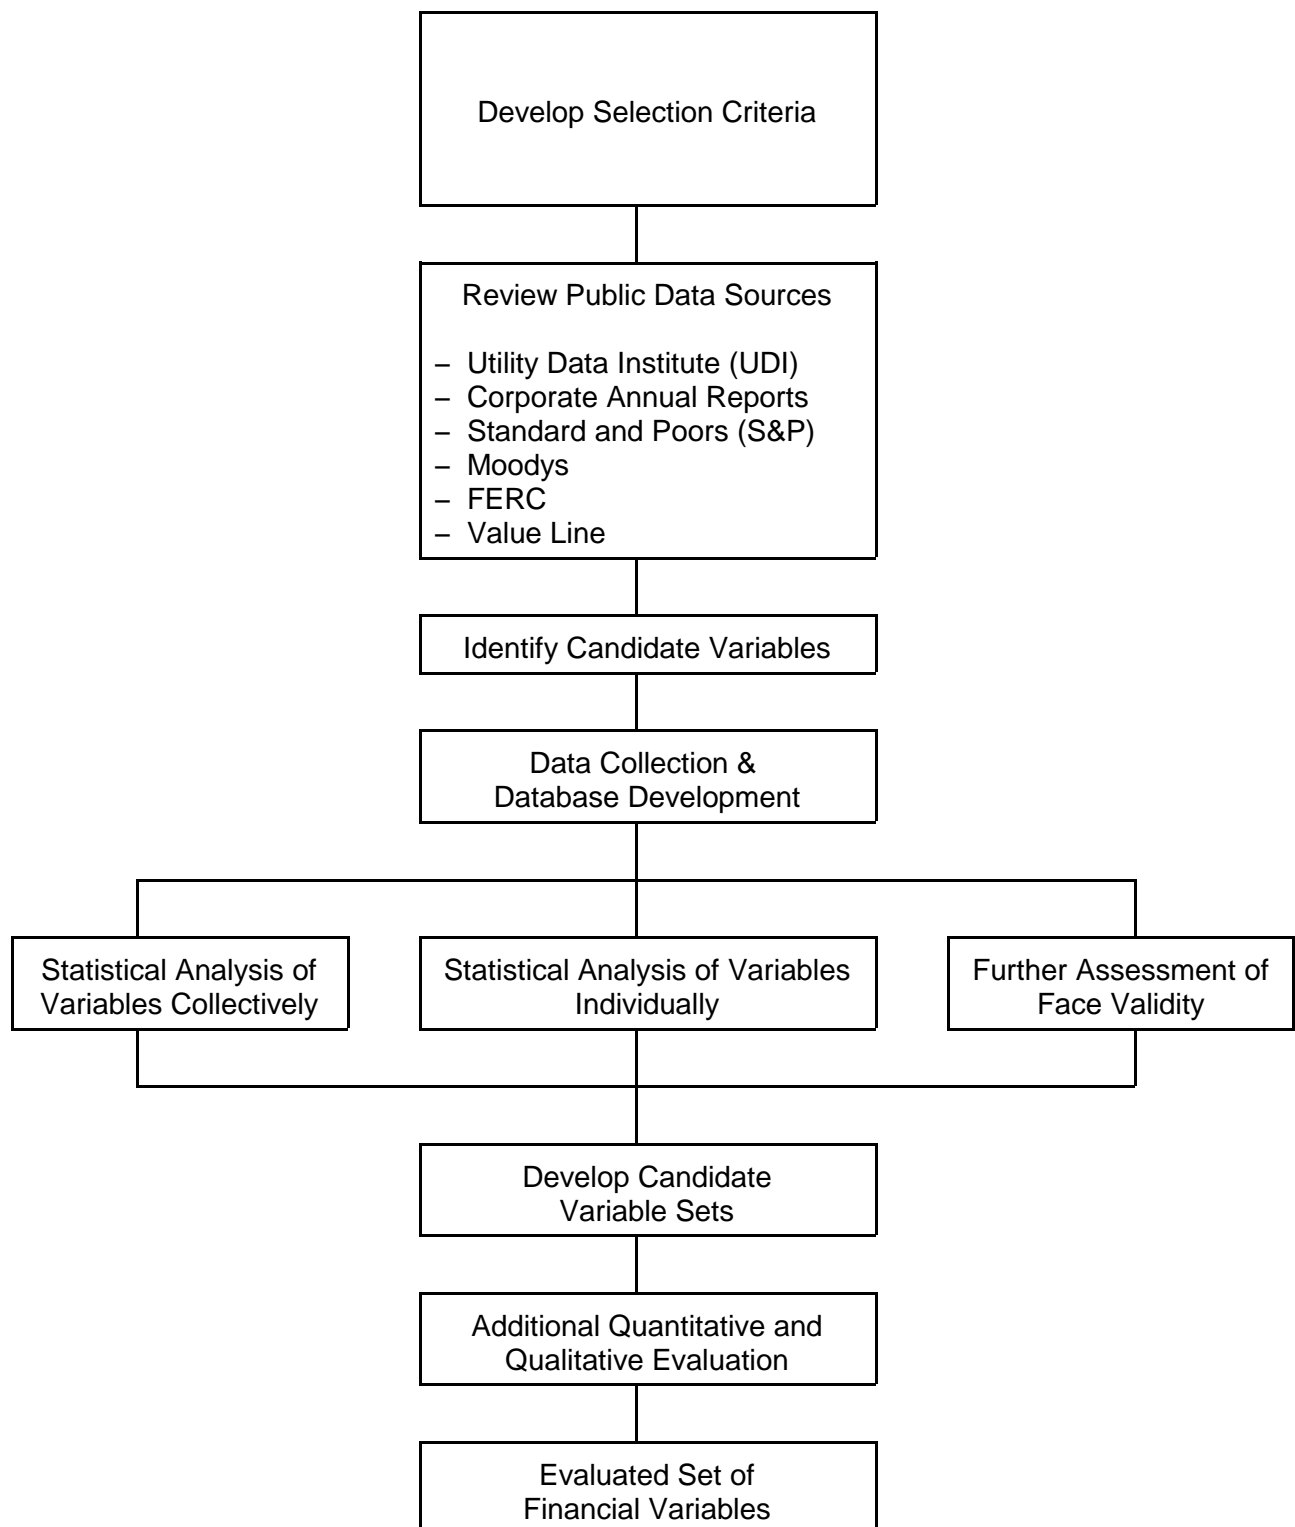 Develop Selection Criteria
Review Public Data Sources
– Utility Data Institute (UDI)
– Corporate Annual Reports
– Standard and Poors (S&P)
– Moodys
– FERC
– Value Line
Identify Candidate Variables
Data Collection &
Database Development
Statistical Analysis of
Variables Collectively
Statistical Analysis of Variables
Individually
Further Assessment of
Face Validity
Develop Candidate
Variable Sets
Additional Quantitative and
Qualitative Evaluation
Evaluated Set of
Financial Variables